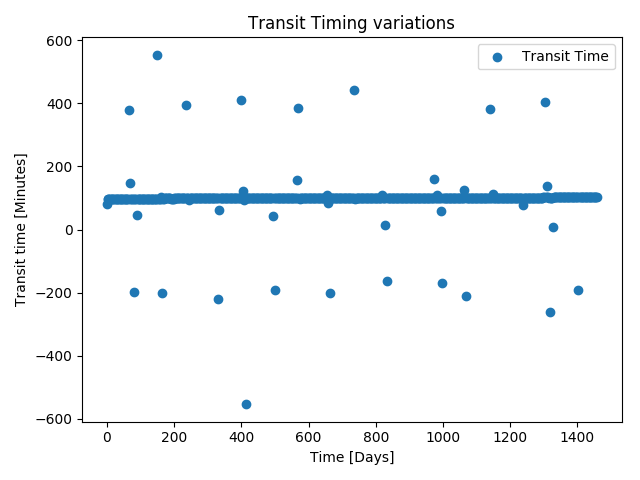 Transit Timing variations
Transit Time
Transit time [Minutes]
600
400
200
0
−200
−400
−600
0 200 400 600 800 1000 1200 1400
Time [Days]